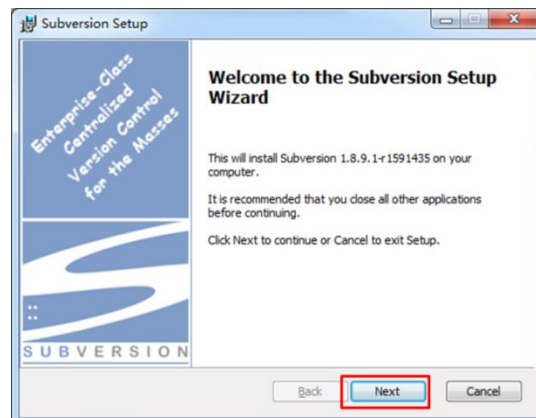 Subversion Setup
Enterprise-Class
Centralized
Version Control
for the Masses
SUBVERSION
Welcome to the Subversion Setup
Wizard
This will install Subversion 1.8.9.1-r1591435 on your
computer.
It is recommended that you close all other applications
before continuing.
Click Next to continue or Cancel to exit Setup.
Back
Next
Cancel